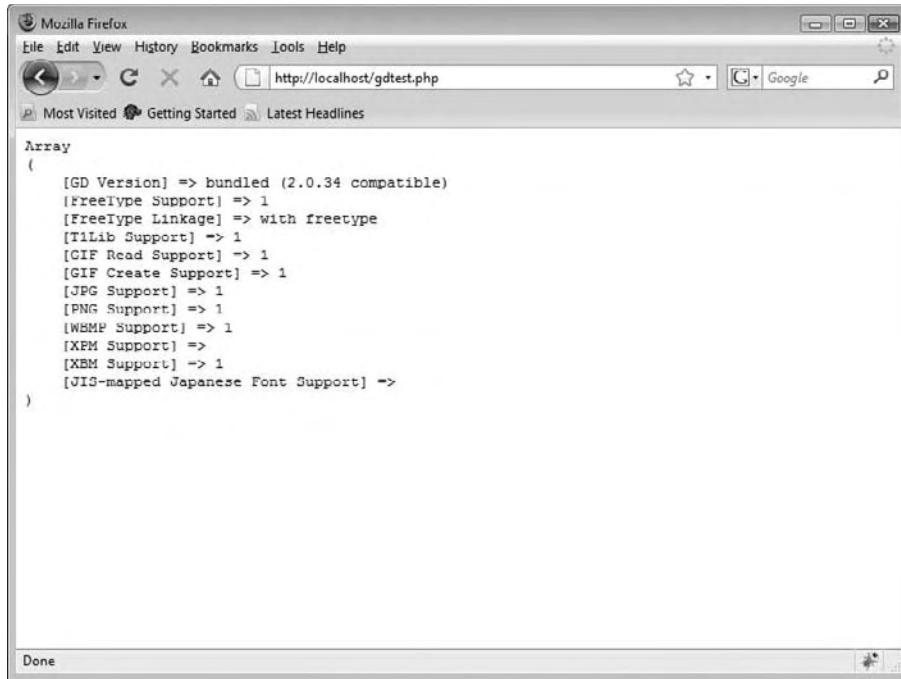 Mozilla Firefox
File Edit View History Bookmarks Tools Help
http://localhost/gdtest.php
G Google
Most Visited Getting Started Latest Headlines
Array
(
[GD Version] => bundled (2.0.34 compatible)
[FreeType Support] => 1
[FreeType Linkage] => with freetype
[T1Lib Support] => 1
[GIF Read Support] => 1
[GIF Create Support] => 1
[JPG Support] => 1
[PNG Support] => 1
[WBMP Support] => 1
[XPM Support] =>
[XBM Support] => 1
[JIS-mapped Japanese Font Support] =>
)
Done